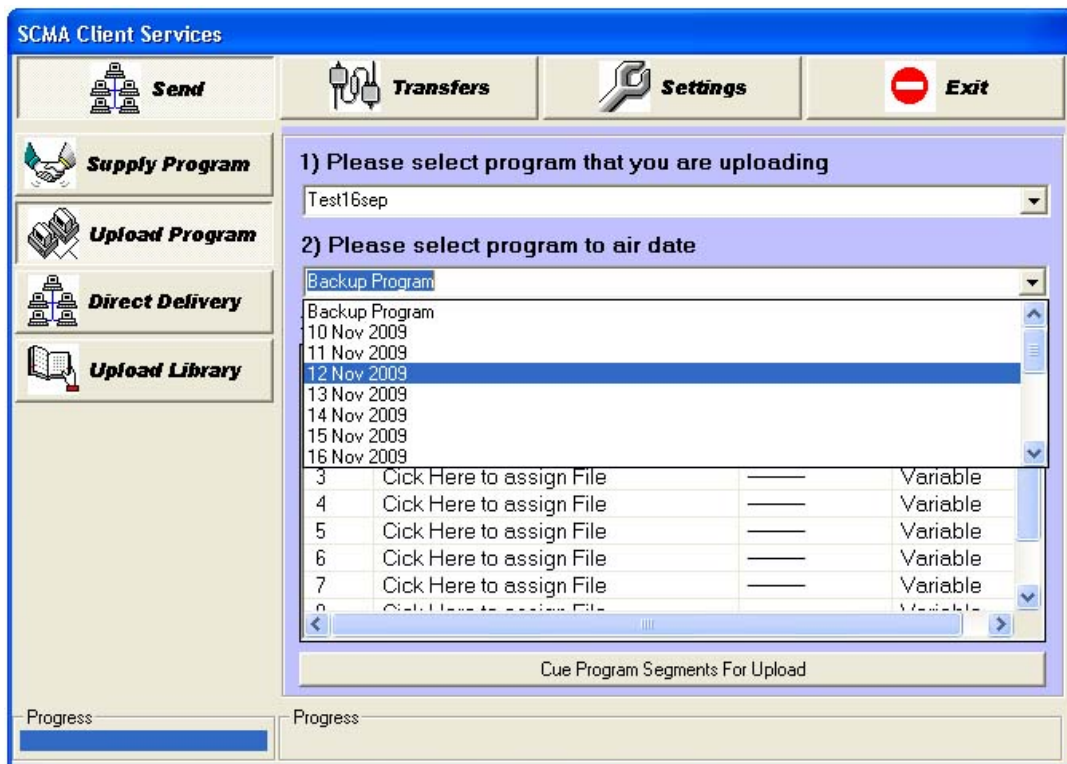 SCMA Client Services
Send
Transfers
Settings
Exit
Supply Program
Upload Program
Direct Delivery
Upload Library
1) Please select program that you are uploading
Test16sep
2) Please select program to air date
Backup Program
Backup Program
10 Nov 2009
11 Nov 2009
12 Nov 2009
13 Nov 2009
14 Nov 2009
15 Nov 2009
16 Nov 2009
3 Cick Here to assign File Variable
4 Cick Here to assign File Variable
5 Cick Here to assign File Variable
6 Cick Here to assign File Variable
7 Cick Here to assign File Variable
Cue Program Segments For Upload
Progress
Progress